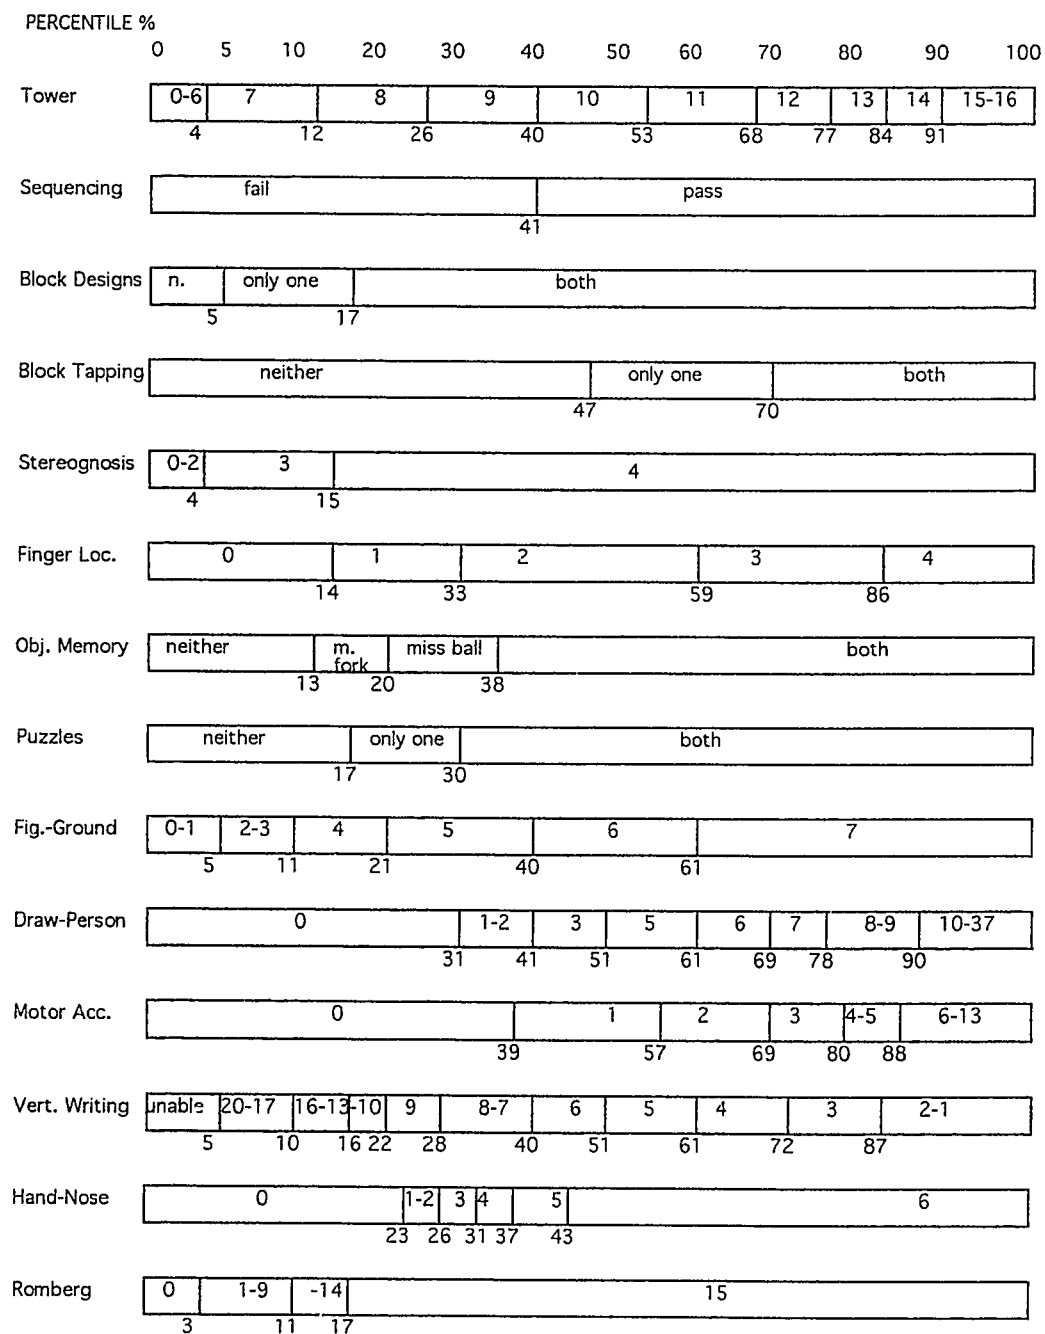 PERCENTILE %
0 5 10 20 30 40 50 60 70 80 90 100
Tower 0-6 7 8 9 10 11 12 13 14 15-16
4 12 26 40 53 68 77 84 91
Sequencing fail pass
41
Block Designs n. only one both
5 17
Block Tapping neither only one both
47 70
Stereognosis 0-2 3 4
4 15
Finger Loc. 0 1 2 3 4
14 33 59 86
Obj. Memory neither m. miss ball both
fork
13 20 38
Puzzles neither only one both
17 30
Fig.-Ground 0-1 2-3 4 5 6 7
5 11 21 40 61
Draw-Person 0 1-2 3 5 6 7 8-9 10-37
31 41 51 61 69 78 90
Motor Acc. 0 1 2 3 4-5 6-13
39 57 69 80 88
Vert. Writing unable 20-17 16-13 -10 9 8-7 6 5 4 3 2-1
5 10 16 22 28 40 51 61 72 87
Hand-Nose 0 1-2 3 4 5 6
23 26 31 37 43
Romberg 0 1-9 -14 15
3 11 17